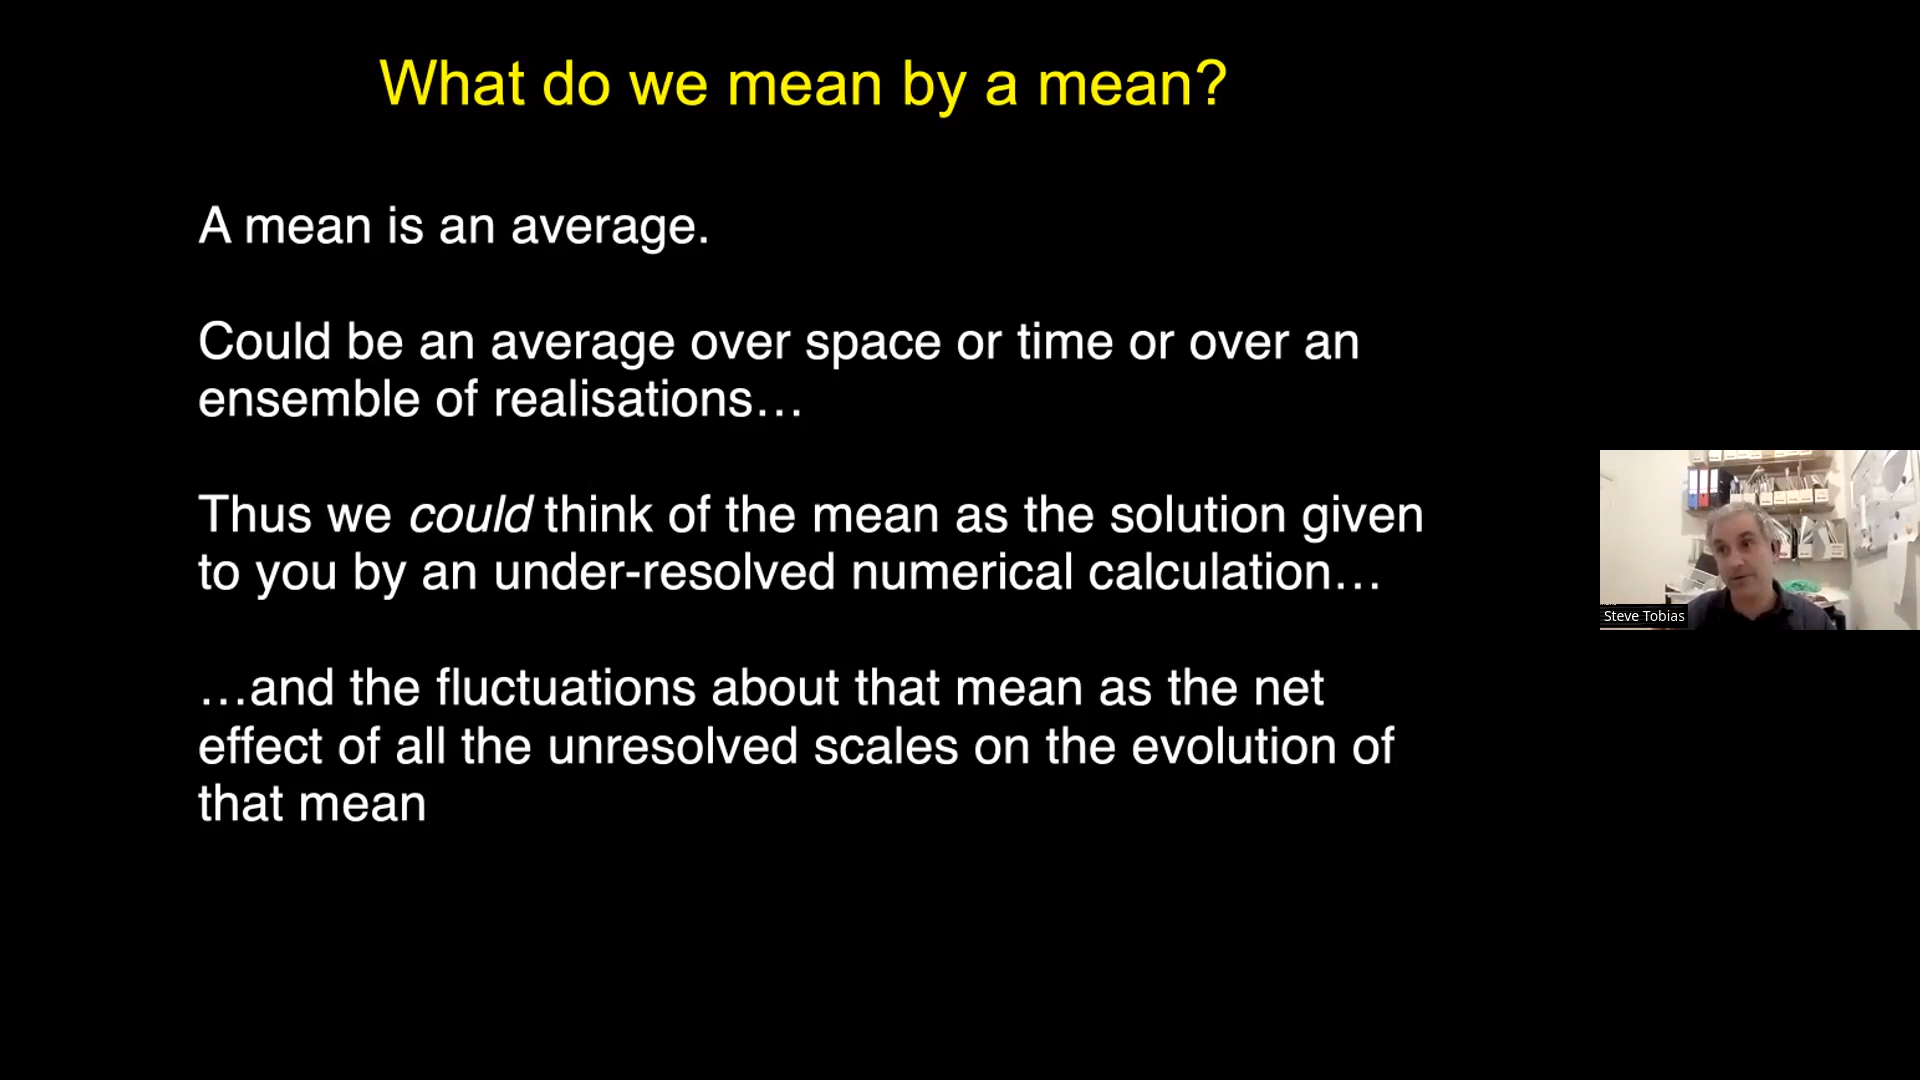 What do we mean by a mean?
A mean is an average.
Could be an average over space or time or over an
ensemble of realisations…
Thus we could think of the mean as the solution given
to you by an under-resolved numerical calculation…
…and the fluctuations about that mean as the net
effect of all the unresolved scales on the evolution of
that mean
Steve Tobias